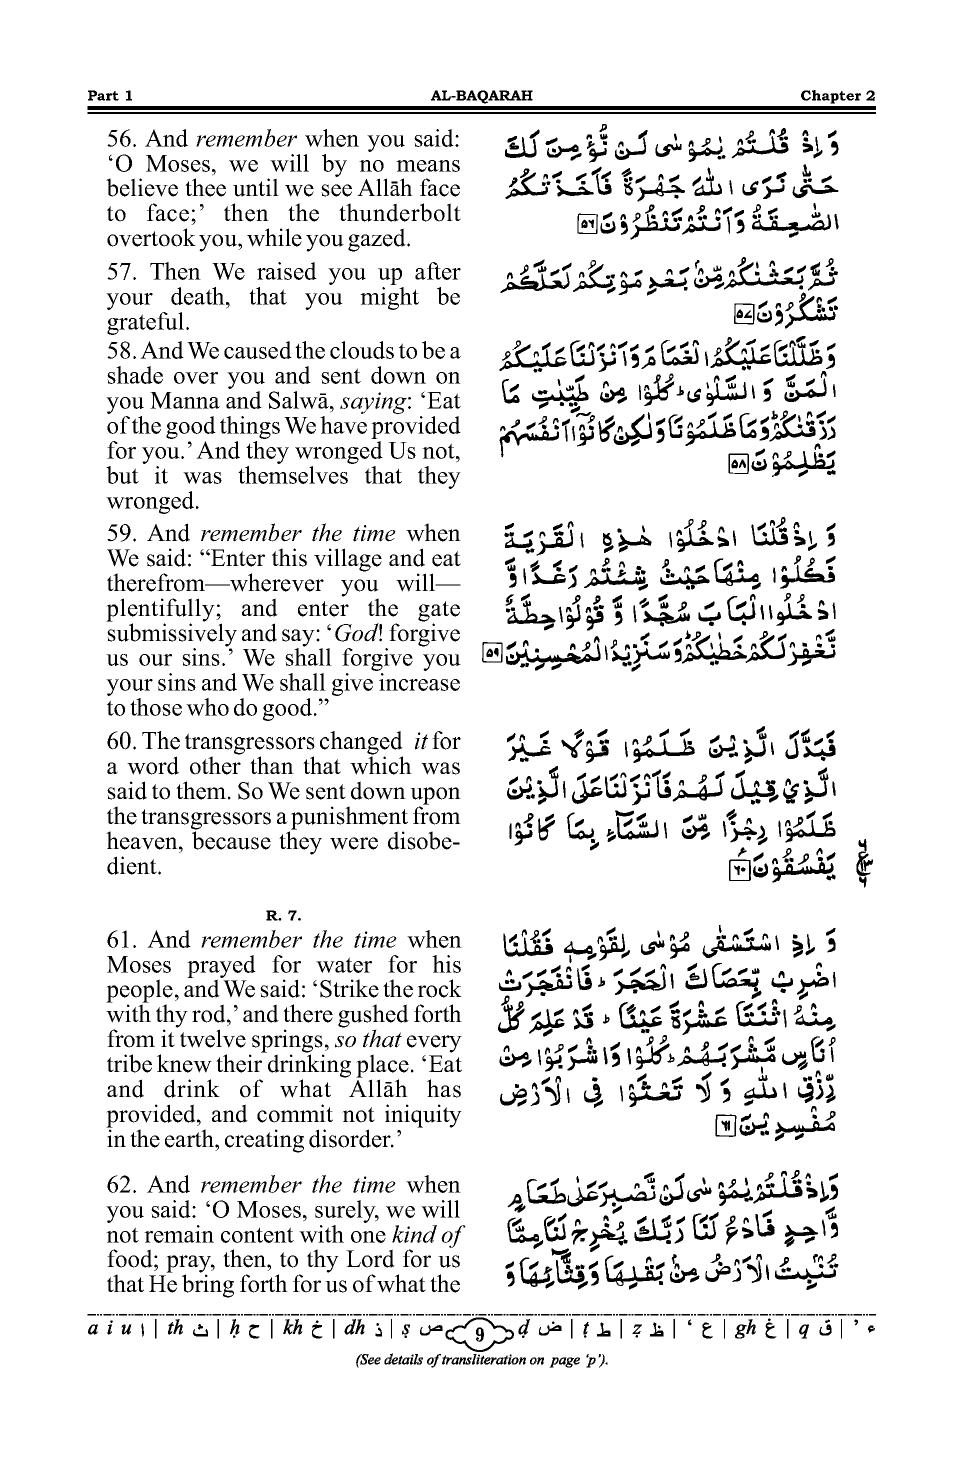 Part 1 AL-BAQARAH Chapter 2
56. And remember when you said:
‘O Moses, we will by no means
believe thee until we see Allāh face
to face;’ then the thunderbolt
overtook you, while you gazed.
وَ اِذْ قُلْتُمْ يٰمُوْسٰى لَنْ نُّؤْمِنَ لَكَ
حَتّٰى نَرَى اللّٰهَ جَهْرَةً فَاَخَذَتْكُمُ
الصّٰعِقَةُ وَ اَنْتُمْ تَنْظُرُوْنَ ٥٦
57. Then We raised you up after
your death, that you might be
grateful.
ثُمَّ بَعَثْنٰكُمْ مِّنْۢ بَعْدِ مَوْتِكُمْ لَعَلَّكُمْ
تَشْكُرُوْنَ ٥٧
58. And We caused the clouds to be a
shade over you and sent down on
you Manna and Salwā, saying: ‘Eat
of the good things We have provided
for you.’ And they wronged Us not,
but it was themselves that they
wronged.
وَ ظَلَّلْنَا عَلَيْكُمُ الْغَمَامَ وَ اَنْزَلْنَا عَلَيْكُمُ
الْمَنَّ وَ السَّلْوٰى ؕ كُلُوْا مِنْ طَيِّبٰتِ مَا
رَزَقْنٰكُمْ ؕ وَ مَا ظَلَمُوْنَا وَ لٰكِنْ كَانُوْۤا اَنْفُسَهُمْ
يَظْلِمُوْنَ ٥٨
59. And remember the time when
We said: “Enter this village and eat
therefrom—wherever you will—
plentifully; and enter the gate
submissively and say: ‘God! forgive
us our sins.’ We shall forgive you
your sins and We shall give increase
to those who do good.”
وَ اِذْ قُلْنَا ادْخُلُوْا هٰذِهِ الْقَرْيَةَ
فَكُلُوْا مِنْهَا حَيْثُ شِئْتُمْ رَغَدًا وَّ
ادْخُلُوا الْبَابَ سُجَّدًا وَّ قُوْلُوْا حِطَّةٌ
نَّغْفِرْ لَكُمْ خَطٰيٰكُمْ ؕ وَ سَنَزِيْدُ الْمُحْسِنِيْنَ ٥٩
60. The transgressors changed it for
a word other than that which was
said to them. So We sent down upon
the transgressors a punishment from
heaven, because they were disobe-
dient.
فَبَدَّلَ الَّذِيْنَ ظَلَمُوْا قَوْلًا غَيْرَ
الَّذِيْ قِيْلَ لَهُمْ فَاَنْزَلْنَا عَلَى الَّذِيْنَ
ظَلَمُوْا رِجْزًا مِّنَ السَّمَآءِ بِمَا كَانُوْا
يَفْسُقُوْنَ ٦٠
R. 7.
61. And remember the time when
Moses prayed for water for his
people, and We said: ‘Strike the rock
with thy rod,’ and there gushed forth
from it twelve springs, so that every
tribe knew their drinking place. ‘Eat
and drink of what Allāh has
provided, and commit not iniquity
in the earth, creating disorder.’
وَ اِذِ اسْتَسْقٰى مُوْسٰى لِقَوْمِهٖ فَقُلْنَا
اضْرِبْ بِّعَصَاكَ الْحَجَرَ ؕ فَانْفَجَرَتْ
مِنْهُ اثْنَتَا عَشْرَةَ عَيْنًا ؕ قَدْ عَلِمَ كُلُّ
اُنَاسٍ مَّشْرَبَهُمْ ؕ كُلُوْا وَ اشْرَبُوْا مِنْ
رِّزْقِ اللّٰهِ وَ لَا تَعْثَوْا فِى الْاَرْضِ
مُفْسِدِيْنَ ٦١
62. And remember the time when
you said: ‘O Moses, surely, we will
not remain content with one kind of
food; pray, then, to thy Lord for us
that He bring forth for us of what the
وَ اِذْ قُلْتُمْ يٰمُوْسٰى لَنْ نَّصْبِرَ عَلٰى طَعَامٍ
وَّاحِدٍ فَادْعُ لَنَا رَبَّكَ يُخْرِجْ لَنَا مِمَّا
تُنْۢبِتُ الْاَرْضُ مِنْۢ بَقْلِهَا وَ قِثَّآئِهَا وَ
a i u ا | th ث | ḥ ح | kh خ | dh ذ | ṣ ص 9 ḍ ض | ṭ ط | ẓ ظ | ‘ ع | gh غ | q ق | ’ ء
(See details of transliteration on page ‘p’).